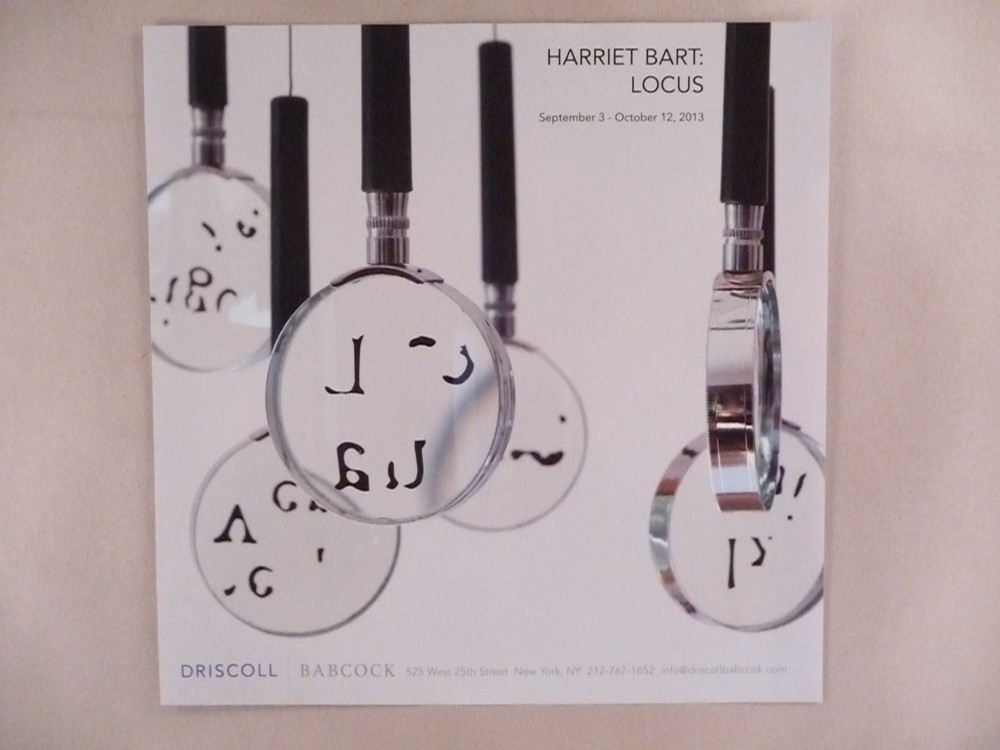 HARRIET BART:
LOCUS
September 3 - October 12, 2013
DRISCOLL BABCOCK 525 West 25th Street New York, NY 212-767-1852 info@driscollbabcock.com